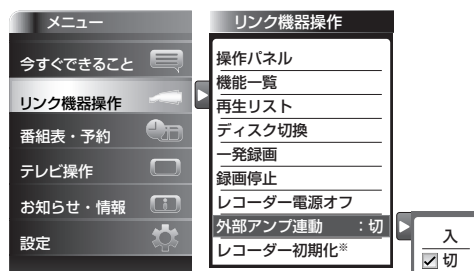 メニュー
今すぐできること
リンク機器操作
番組表・予約
テレビ操作
お知らせ・情報
設定
リンク機器操作
操作パネル
機能一覧
再生リスト
ディスク切換
一発録画
録画停止
レコーダー電源オフ
外部アンプ連動 :切
レコーダー初期化※
入
切